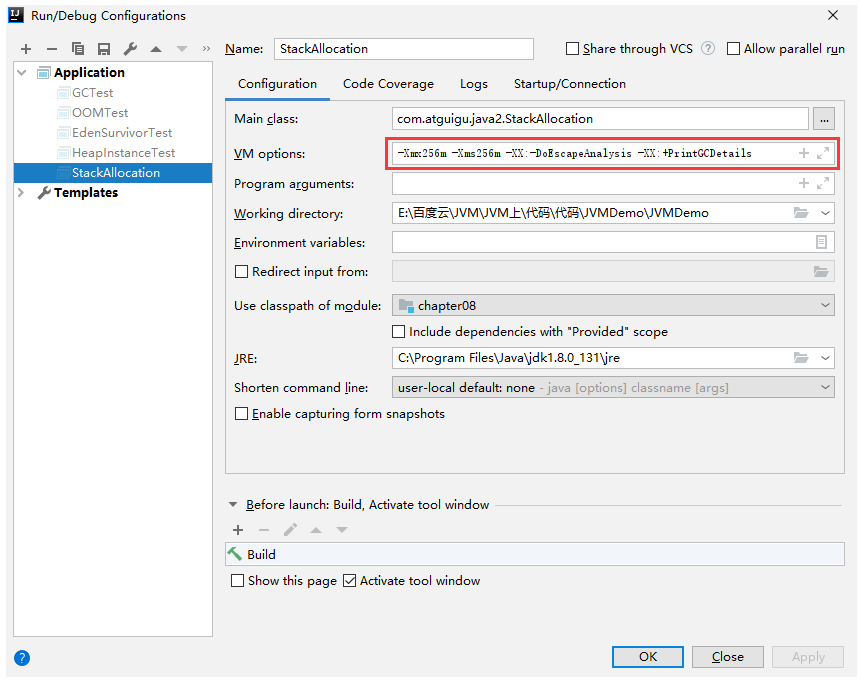 Run/Debug Configurations
Name: StackAllocation Share through VCS ? Allow parallel run
Application
GCTest
OOMTest
EdenSurvivorTest
HeapInstanceTest
StackAllocation
Templates
Configuration Code Coverage Logs Startup/Connection
Main class: com.atguigu.java2.StackAllocation ...
VM options: -Xmx256m -Xms256m -XX:-DoEscapeAnalysis -XX:+PrintGCDetails
Program arguments:
Working directory: E:\百度云\JVM\JVM上\代码\代码\JVMDemo\JVMDemo
Environment variables:
Redirect input from:
Use classpath of module: chapter08
Include dependencies with "Provided" scope
JRE: C:\Program Files\Java\jdk1.8.0_131\jre
Shorten command line: user-local default: none - java [options] classname [args]
Enable capturing form snapshots
Before launch: Build, Activate tool window
Build
Show this page Activate tool window
? OK Close Apply